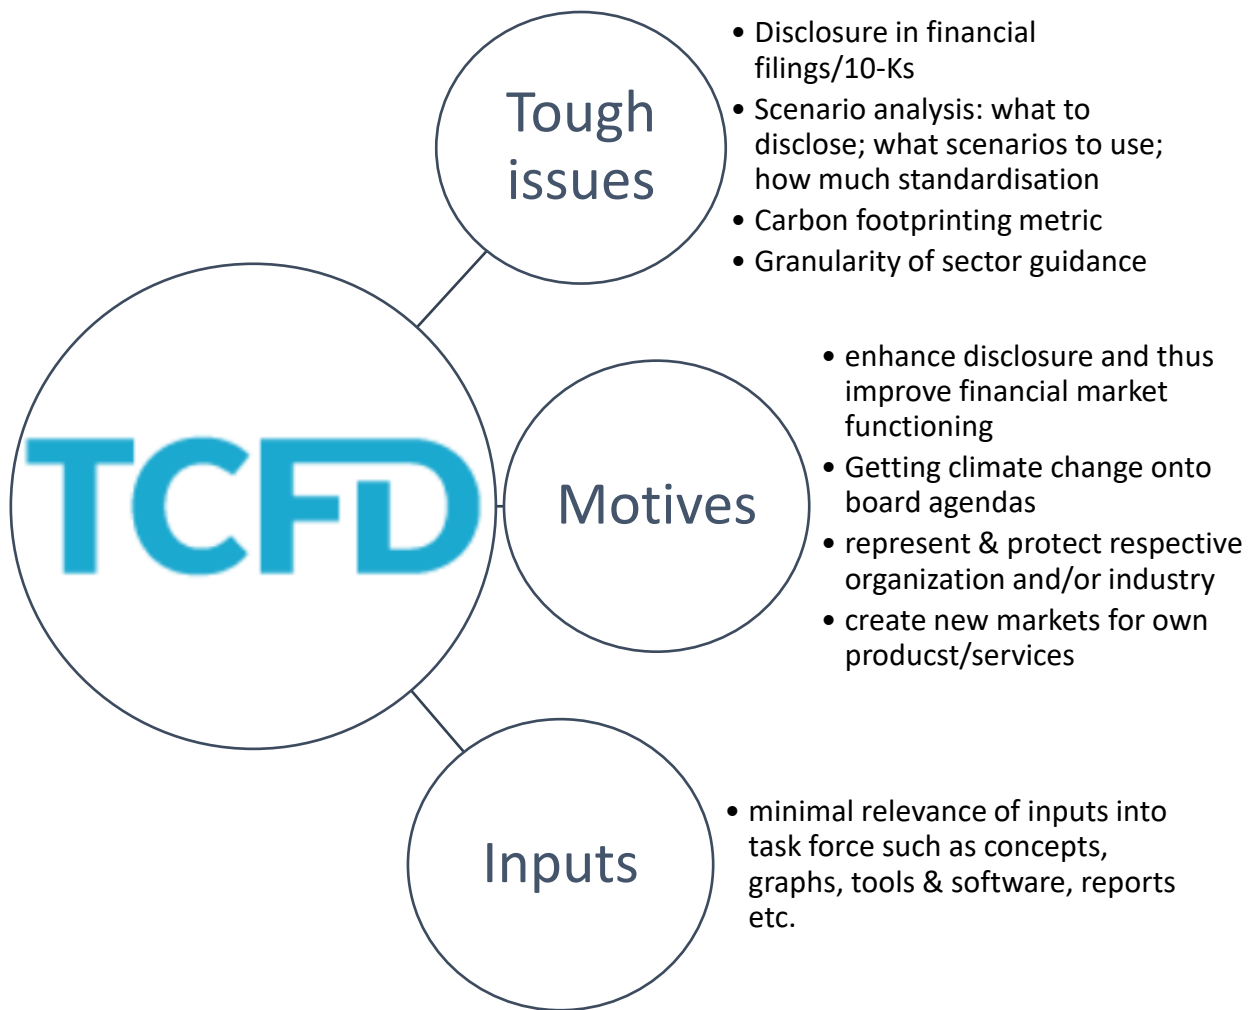 Tough
issues
• Disclosure in financial
filings/10-Ks
• Scenario analysis: what to
disclose; what scenarios to use;
how much standardisation
• Carbon footprinting metric
• Granularity of sector guidance
TCFD
Motives
• enhance disclosure and thus
improve financial market
functioning
• Getting climate change onto
board agendas
• represent & protect respective
organization and/or industry
• create new markets for own
producst/services
Inputs
• minimal relevance of inputs into
task force such as concepts,
graphs, tools & software, reports
etc.